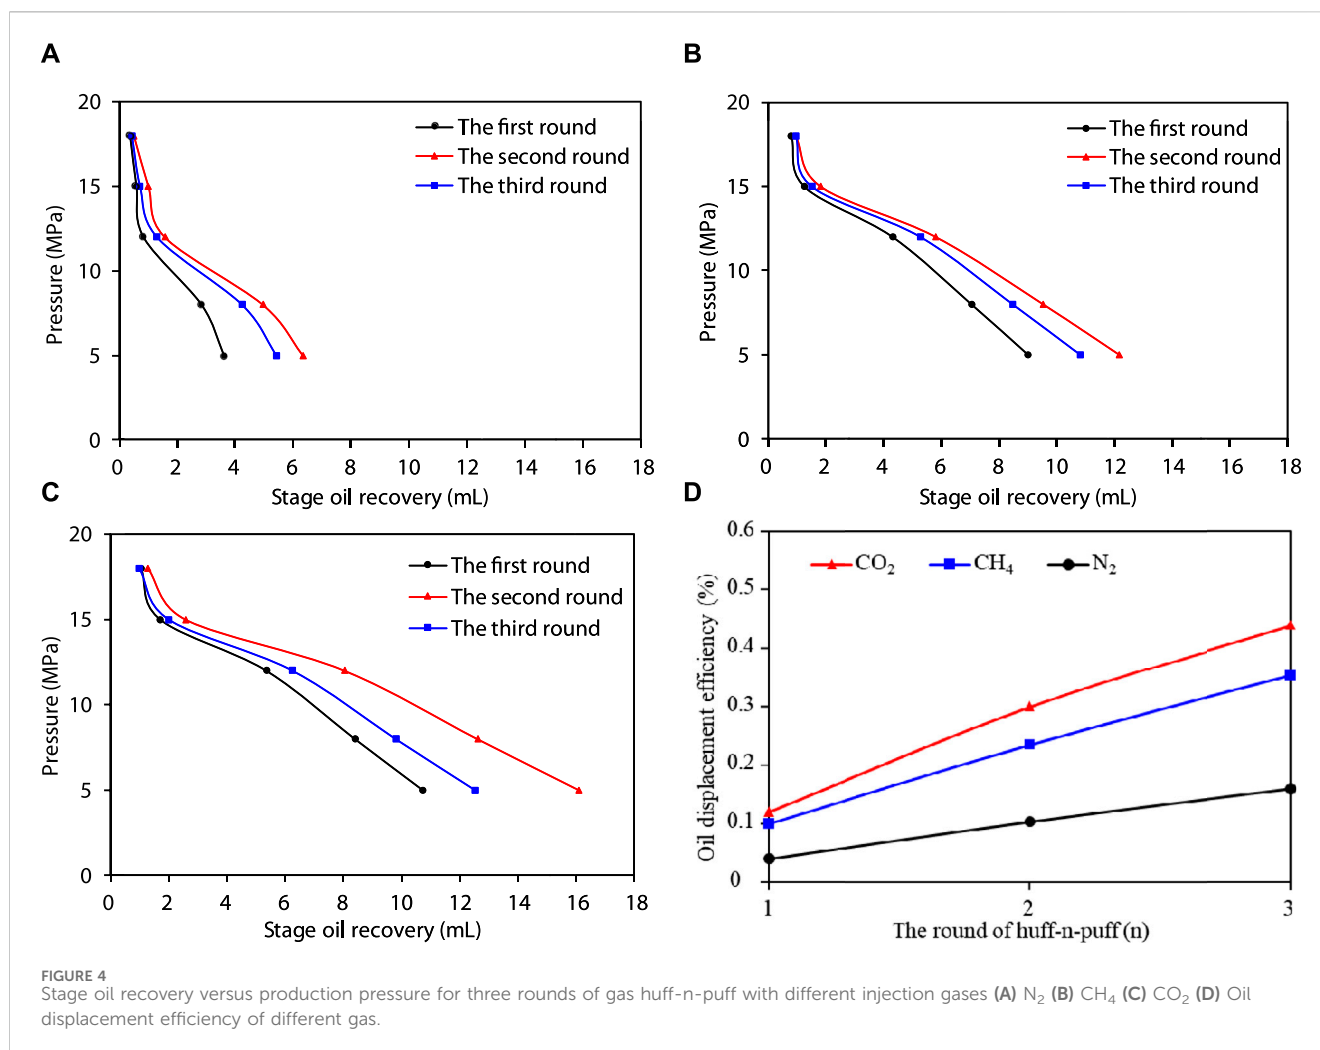 A
20
15
10
5
0
Pressure (MPa)
The first round
The second round
The third round
0 2 4 6 8 10 12 14 16 18
Stage oil recovery (mL)
B
20
15
10
5
0
Pressure (MPa)
The first round
The second round
The third round
0 2 4 6 8 10 12 14 16 18
Stage oil recovery (mL)
C
20
15
10
5
0
Pressure (MPa)
The first round
The second round
The third round
0 2 4 6 8 10 12 14 16 18
Stage oil recovery (mL)
D
0.6
0.5
0.4
0.3
0.2
0.1
0
Oil displacement efficiency (%)
CO₂ CH₄ N₂
1 2 3
The round of huff-n-puff (n)
FIGURE 4
Stage oil recovery versus production pressure for three rounds of gas huff-n-puff with different injection gases (A) N₂ (B) CH₄ (C) CO₂ (D) Oil
displacement efficiency of different gas.